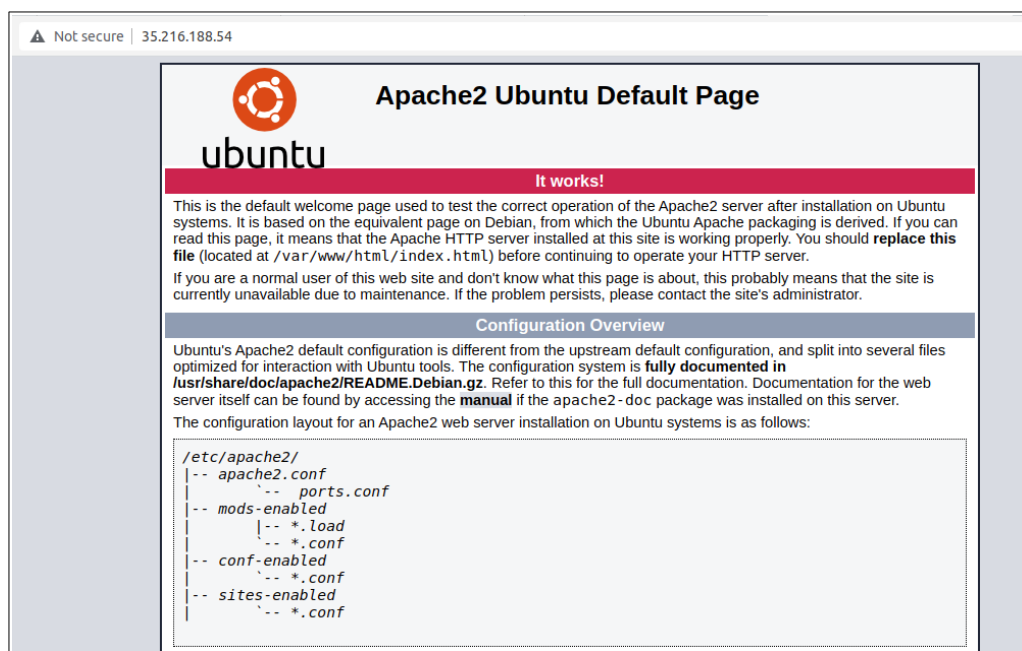 Not secure 35.216.188.54
Apache2 Ubuntu Default Page
ubuntu
It works!
This is the default welcome page used to test the correct operation of the Apache2 server after installation on Ubuntu
systems. It is based on the equivalent page on Debian, from which the Ubuntu Apache packaging is derived. If you can
read this page, it means that the Apache HTTP server installed at this site is working properly. You should replace this
file (located at /var/www/html/index.html) before continuing to operate your HTTP server.
If you are a normal user of this web site and don't know what this page is about, this probably means that the site is
currently unavailable due to maintenance. If the problem persists, please contact the site's administrator.
Configuration Overview
Ubuntu's Apache2 default configuration is different from the upstream default configuration, and split into several files
optimized for interaction with Ubuntu tools. The configuration system is fully documented in
/usr/share/doc/apache2/README.Debian.gz. Refer to this for the full documentation. Documentation for the web
server itself can be found by accessing the manual if the apache2-doc package was installed on this server.
The configuration layout for an Apache2 web server installation on Ubuntu systems is as follows:
/etc/apache2/
|-- apache2.conf
|       `--  ports.conf
|-- mods-enabled
|       |-- *.load
|       `-- *.conf
|-- conf-enabled
|       `-- *.conf
|-- sites-enabled
|       `-- *.conf